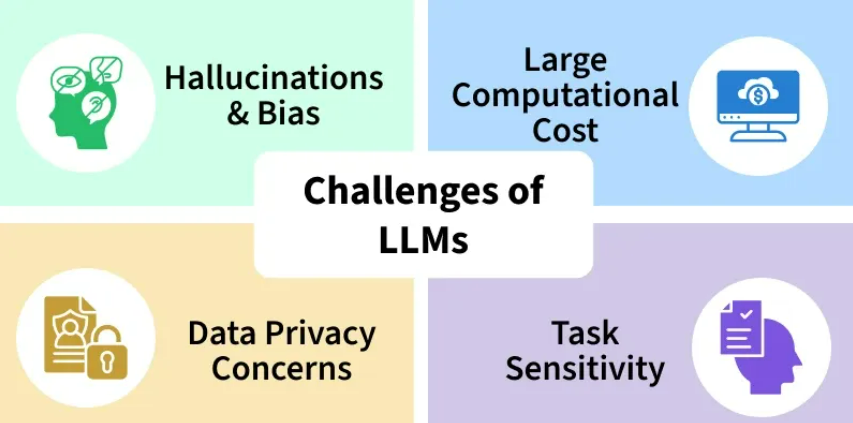 Hallucinations
& Bias
Large
Computational
Cost
Challenges of
LLMs
Data Privacy
Concerns
Task
Sensitivity